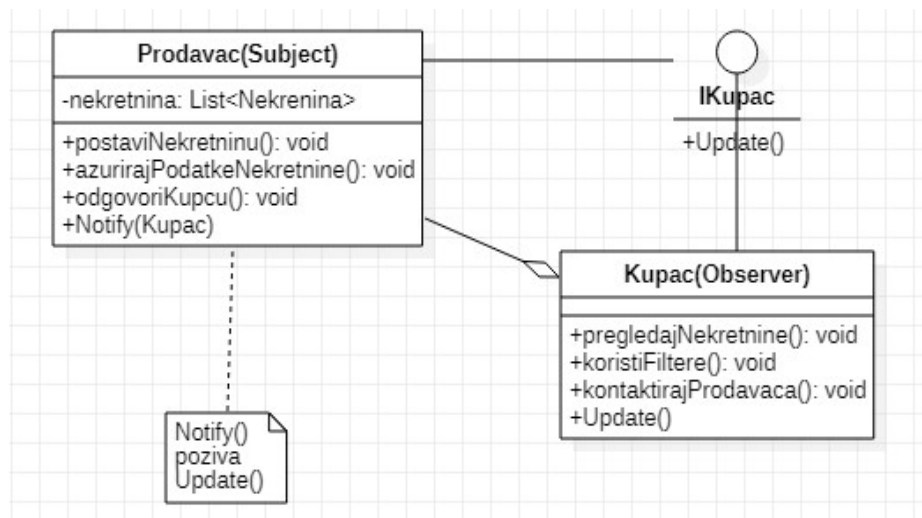 Prodavac(Subject)
-nekretnina: List<Nekrenina>
+postaviNekretninu(): void
+azurirajPodatkeNekretnine(): void
+odgovoriKupcu(): void
+Notify(Kupac)
IKupac
+Update()
Kupac(Observer)
+pregledajNekretnine(): void
+koristiFiltere(): void
+kontaktirajProdavaca(): void
+Update()
Notify()
poziva
Update()